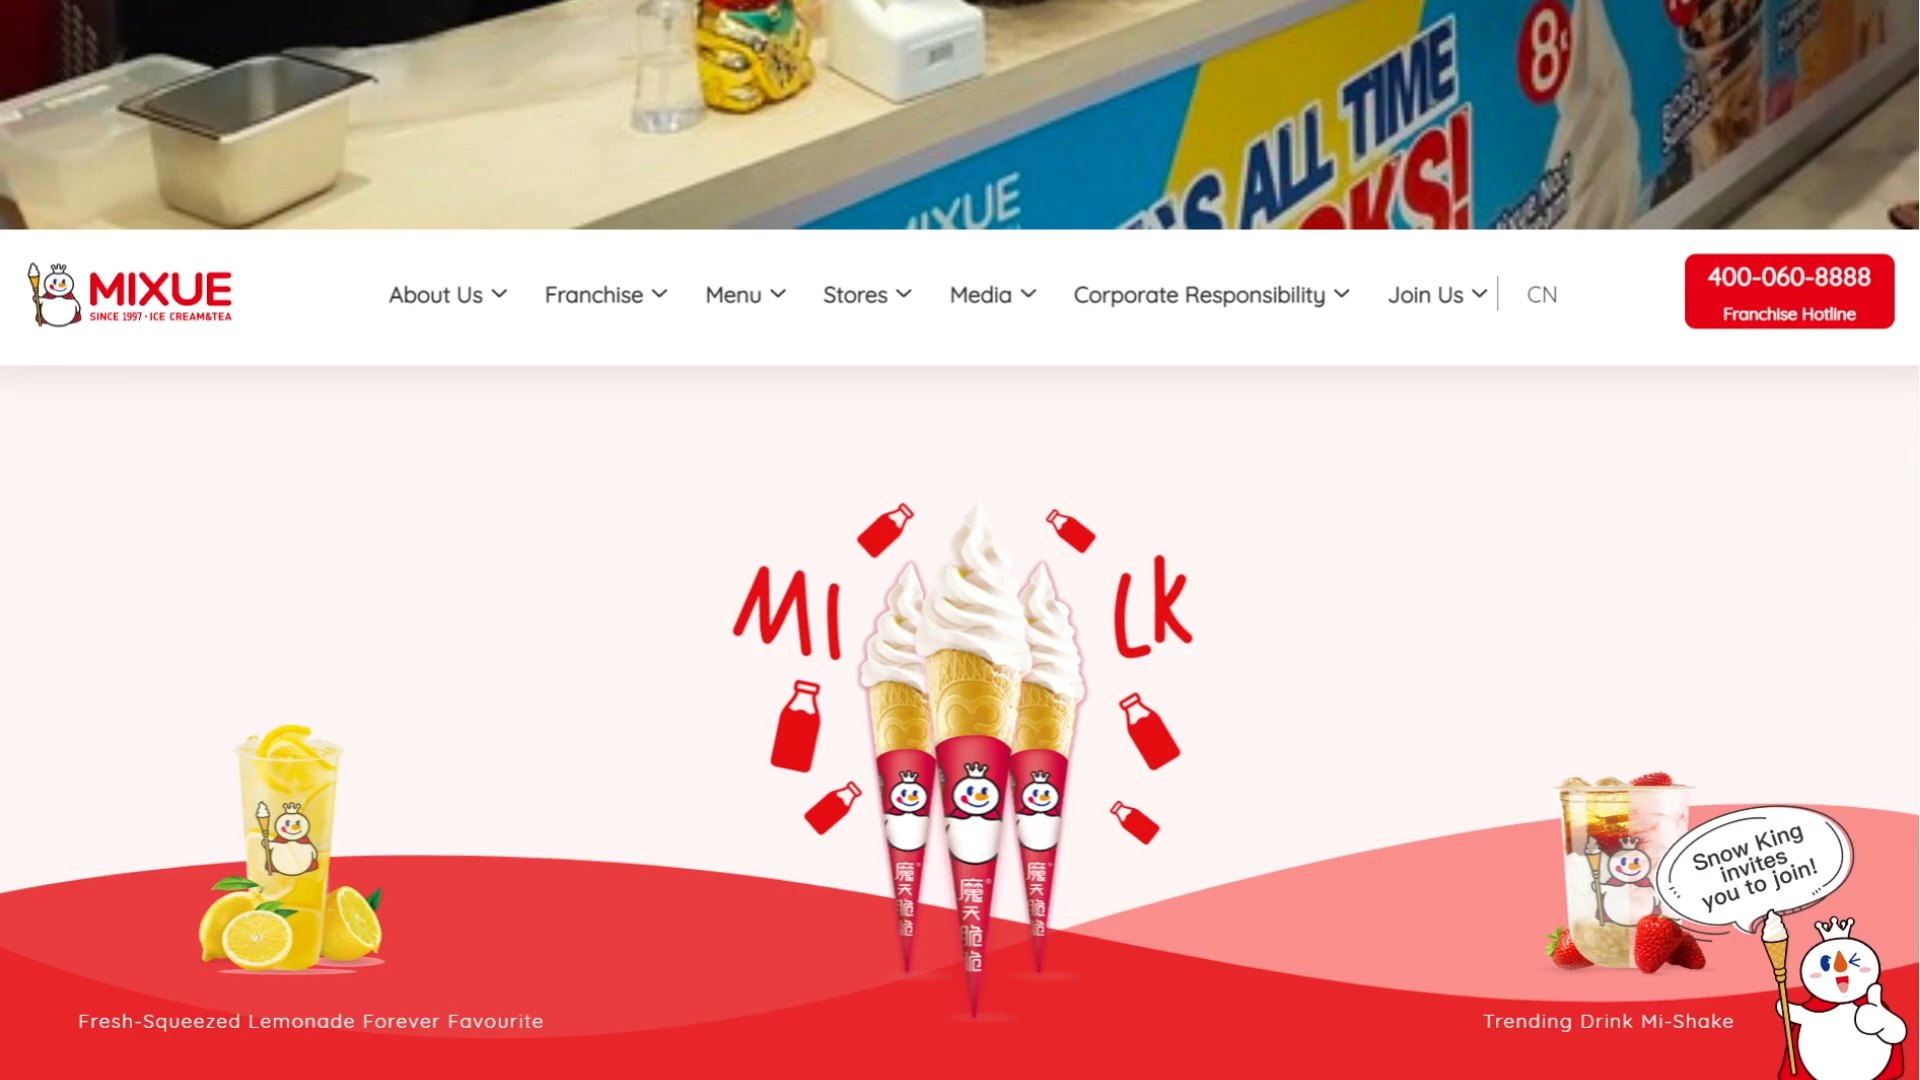 MIXUE
ALL TIME
8
MIXUE
SINCE 1997·ICE CREAM&TEA
About Us
Franchise
Menu
Stores
Media
Corporate Responsibility
Join Us
CN
400-060-8888
Franchise Hotline
MI LK
魔天脆脆
魔天脆脆
魔天脆脆
Snow King
invites
you to join!
Fresh-Squeezed Lemonade Forever Favourite
Trending Drink Mi-Shake